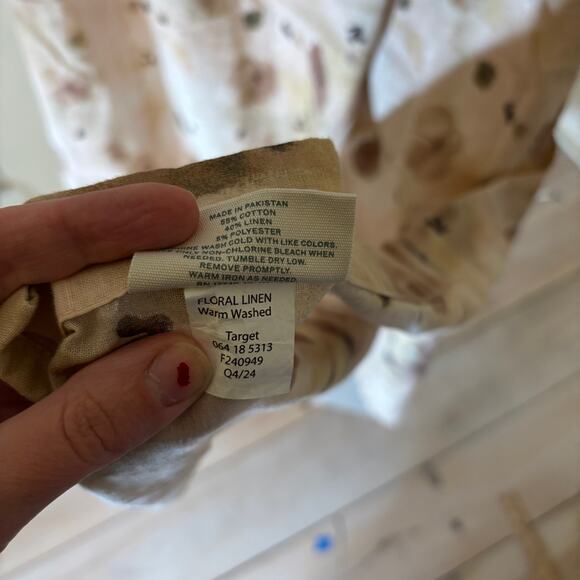 MADE IN PAKISTAN
55% COTTON
40% LINEN
5% POLYESTER
WASH COLD WITH LIKE COLORS.
ONLY NON-CHLORINE BLEACH WHEN
NEEDED. TUMBLE DRY LOW.
REMOVE PROMPTLY.
WARM IRON AS NEEDED.
FLORAL LINEN
Warm Washed
Target
064 18 5313
F240949
Q4/24